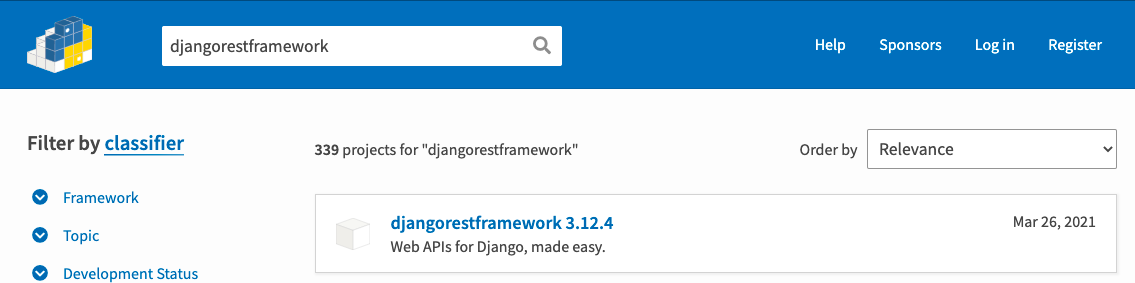 djangorestframework
Help Sponsors Log in Register
Filter by classifier
Framework
Topic
Development Status
339 projects for "djangorestframework"
Order by Relevance
djangorestframework 3.12.4
Mar 26, 2021
Web APIs for Django, made easy.